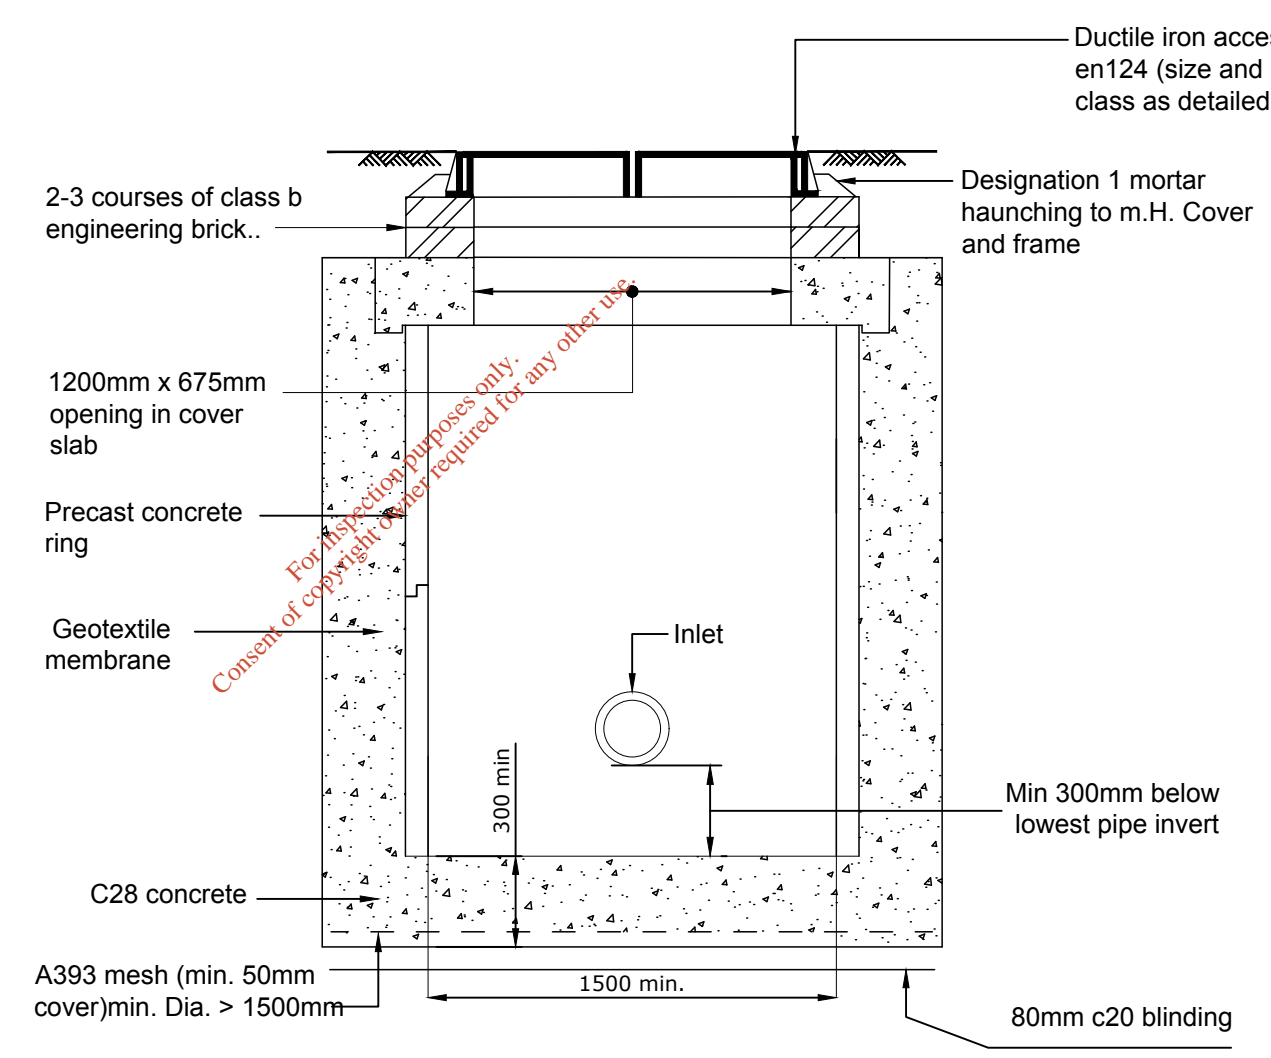 Ductile iron
en124 (size and
class as detailed
2-3 courses of class b
engineering brick..
Designation 1 mortar
haunching to m.H. Cover
and frame
1200mm x 675mm
opening in cover
slab
For inspection purposes only.
Consent of copyright owner required for any other use.
Precast concrete
ring
Geotextile
membrane
Inlet
300 min
Min 300mm below
lowest pipe invert
C28 concrete
A393 mesh (min. 50mm
cover)min. Dia. > 1500mm
1500 min.
80mm c20 blinding